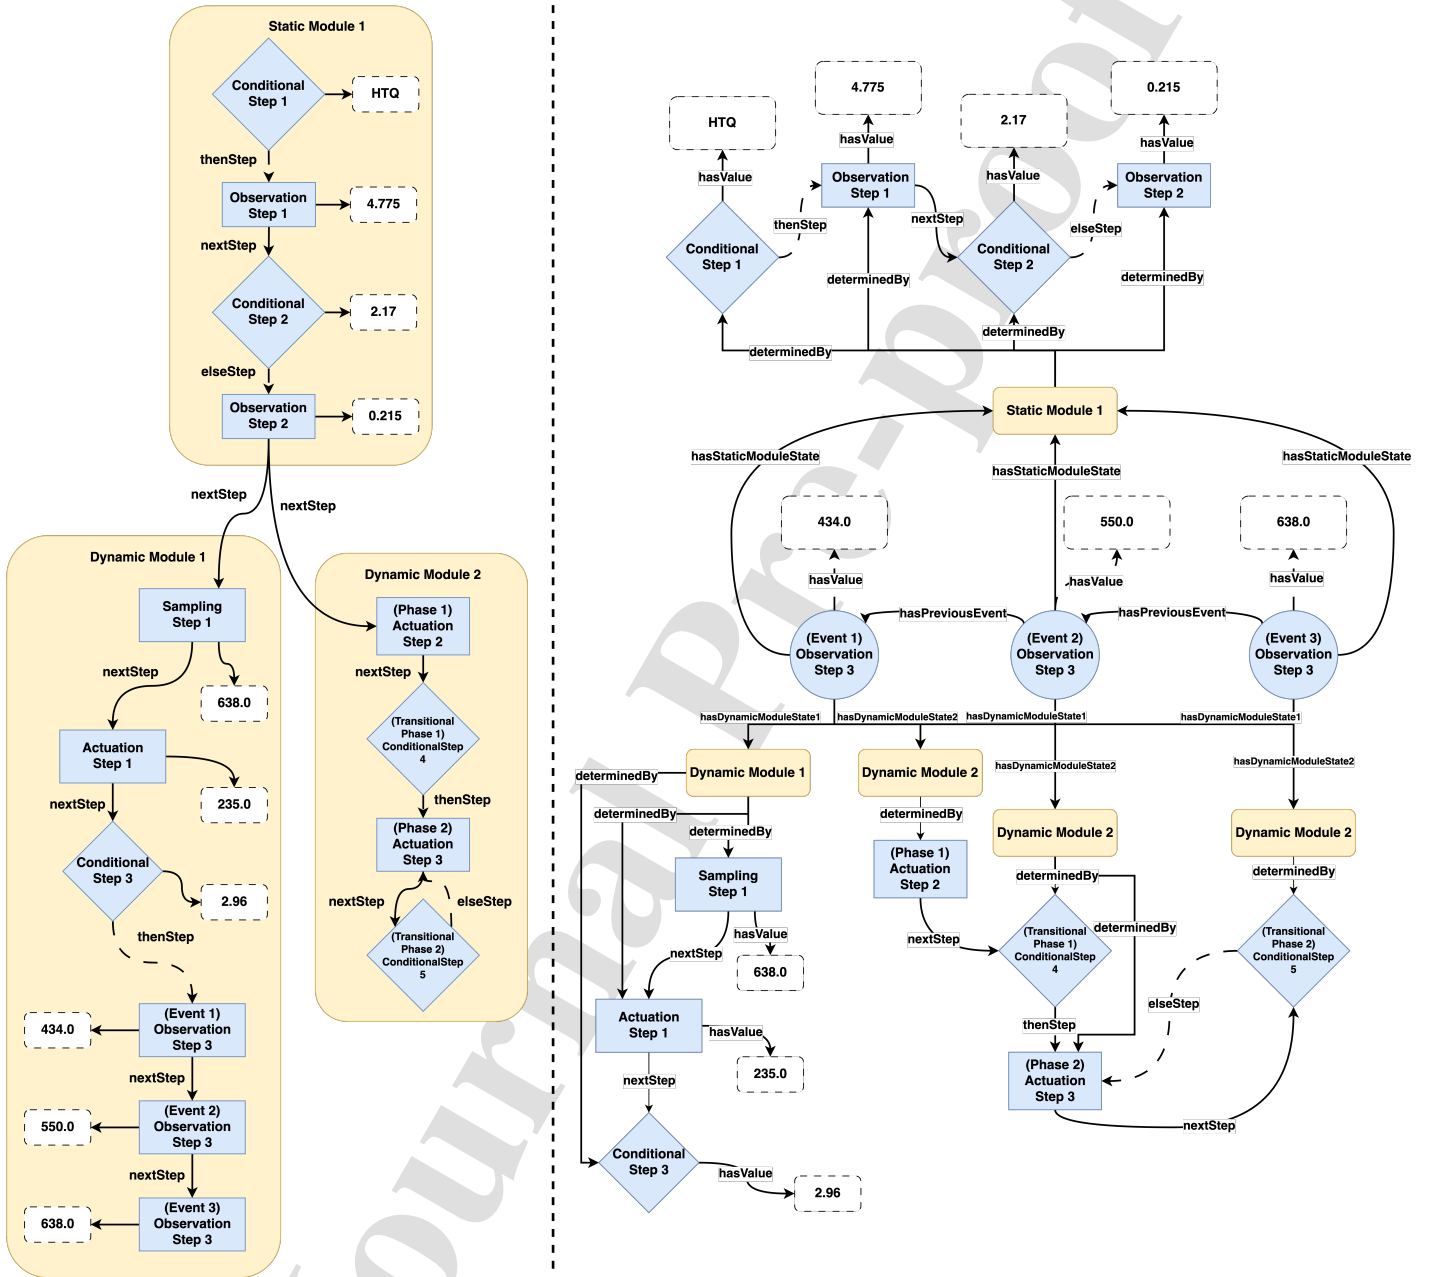 Static Module 1
Conditional
Step 1
HTQ
thenStep
Observation
Step 1
4.775
nextStep
Conditional
Step 2
2.17
elseStep
Observation
Step 2
0.215
nextStep
nextStep
Dynamic Module 1
Sampling
Step 1
nextStep
638.0
Actuation
Step 1
nextStep
235.0
Conditional
Step 3
2.96
thenStep
(Event 1)
Observation
Step 3
434.0
nextStep
(Event 2)
Observation
Step 3
550.0
nextStep
(Event 3)
Observation
Step 3
638.0
Dynamic Module 2
(Phase 1)
Actuation
Step 2
nextStep
(Transitional
Phase 1)
ConditionalStep
4
thenStep
(Phase 2)
Actuation
Step 3
nextStep
elseStep
(Transitional
Phase 2)
ConditionalStep
5
HTQ
4.775
2.17
0.215
hasValue
hasValue
hasValue
hasValue
Conditional
Step 1
thenStep
Observation
Step 1
nextStep
Conditional
Step 2
elseStep
Observation
Step 2
determinedBy
determinedBy
determinedBy
determinedBy
Static Module 1
hasStaticModuleState
hasStaticModuleState
hasStaticModuleState
434.0
550.0
638.0
hasValue
hasValue
hasValue
(Event 1)
Observation
Step 3
hasPreviousEvent
(Event 2)
Observation
Step 3
hasPreviousEvent
(Event 3)
Observation
Step 3
hasDynamicModuleState1
hasDynamicModuleState2
hasDynamicModuleState1
hasDynamicModuleState1
hasDynamicModuleState2
hasDynamicModuleState2
Dynamic Module 1
Dynamic Module 2
Dynamic Module 2
Dynamic Module 2
determinedBy
determinedBy
determinedBy
Sampling
Step 1
nextStep
hasValue
638.0
Actuation
Step 1
hasValue
235.0
nextStep
Conditional
Step 3
hasValue
2.96
determinedBy
(Phase 1)
Actuation
Step 2
nextStep
determinedBy
determinedBy
(Transitional
Phase 1)
ConditionalStep
4
thenStep
(Phase 2)
Actuation
Step 3
determinedBy
(Transitional
Phase 2)
ConditionalStep
5
elseStep
nextStep
Journal Pre-proof